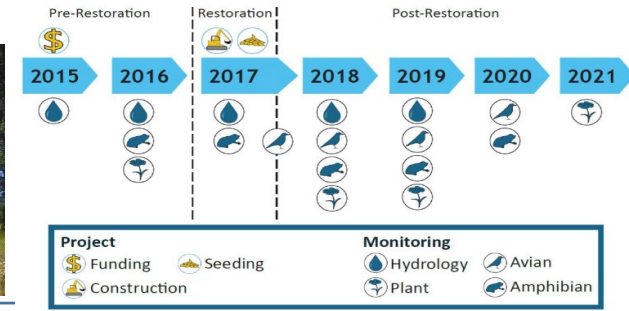 Pre-Restoration
Restoration
Post-Restoration
2015
2016
2017
2018
2019
2020
2021
Project
Funding
Seeding
Construction
Monitoring
Hydrology
Avian
Plant
Amphibian